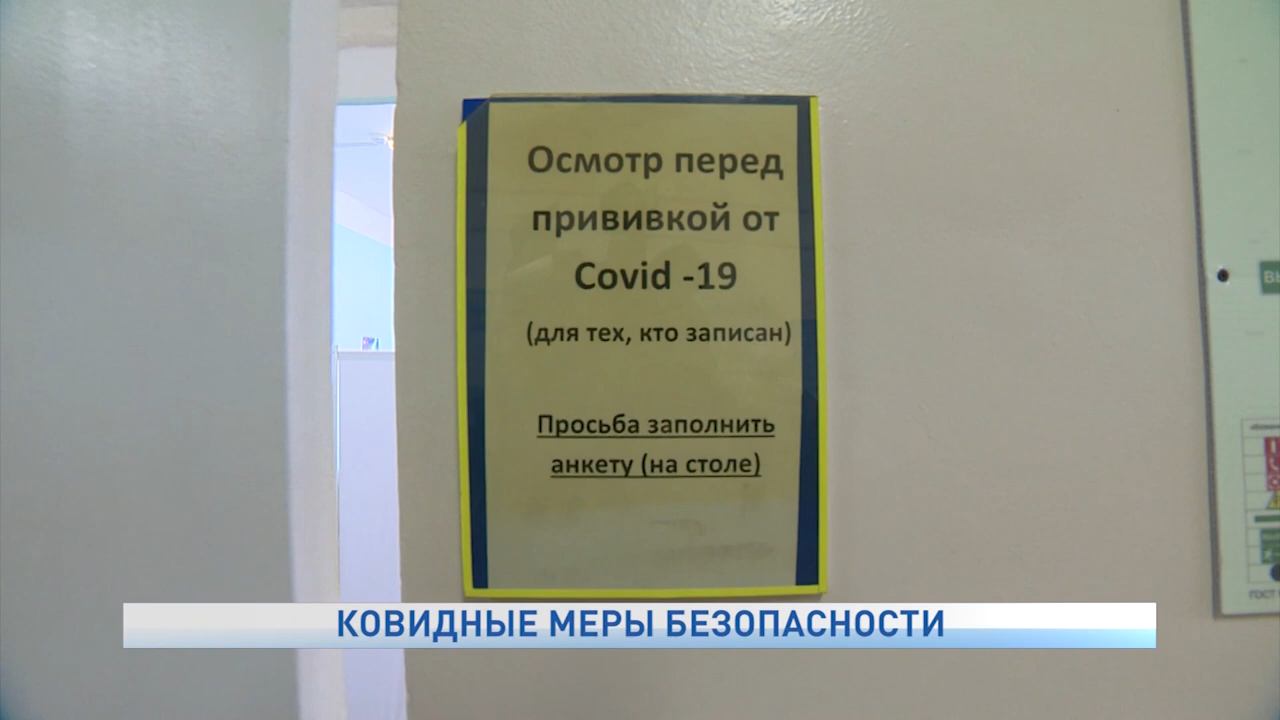 Осмотр перед
прививкой от
Covid -19
(для тех, кто записан)
Просьба заполнить
анкету (на столе)
КОВИДНЫЕ МЕРЫ БЕЗОПАСНОСТИ